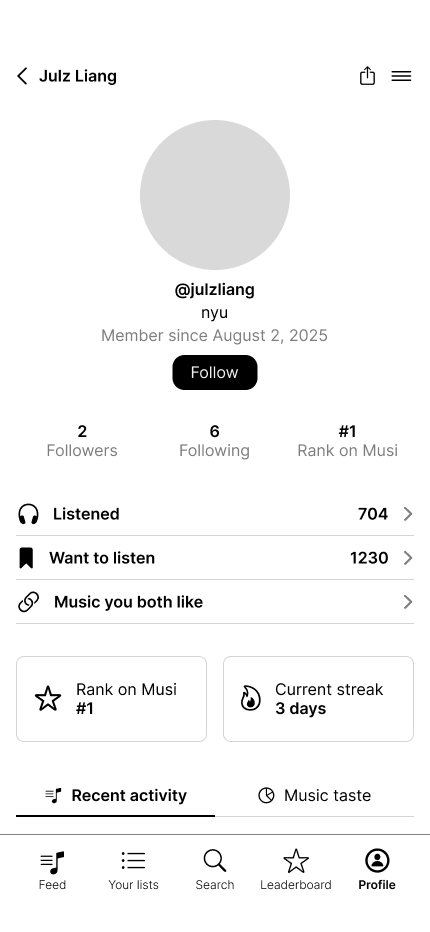 Julz Liang
@julzliang
nyu
Member since August 2, 2025
Follow
2 6 #1
Followers Following Rank on Musi
Listened 704
Want to listen 1230
Music you both like
Rank on Musi Current streak
#1 3 days
Recent activity Music taste
Feed Your lists Search Leaderboard Profile